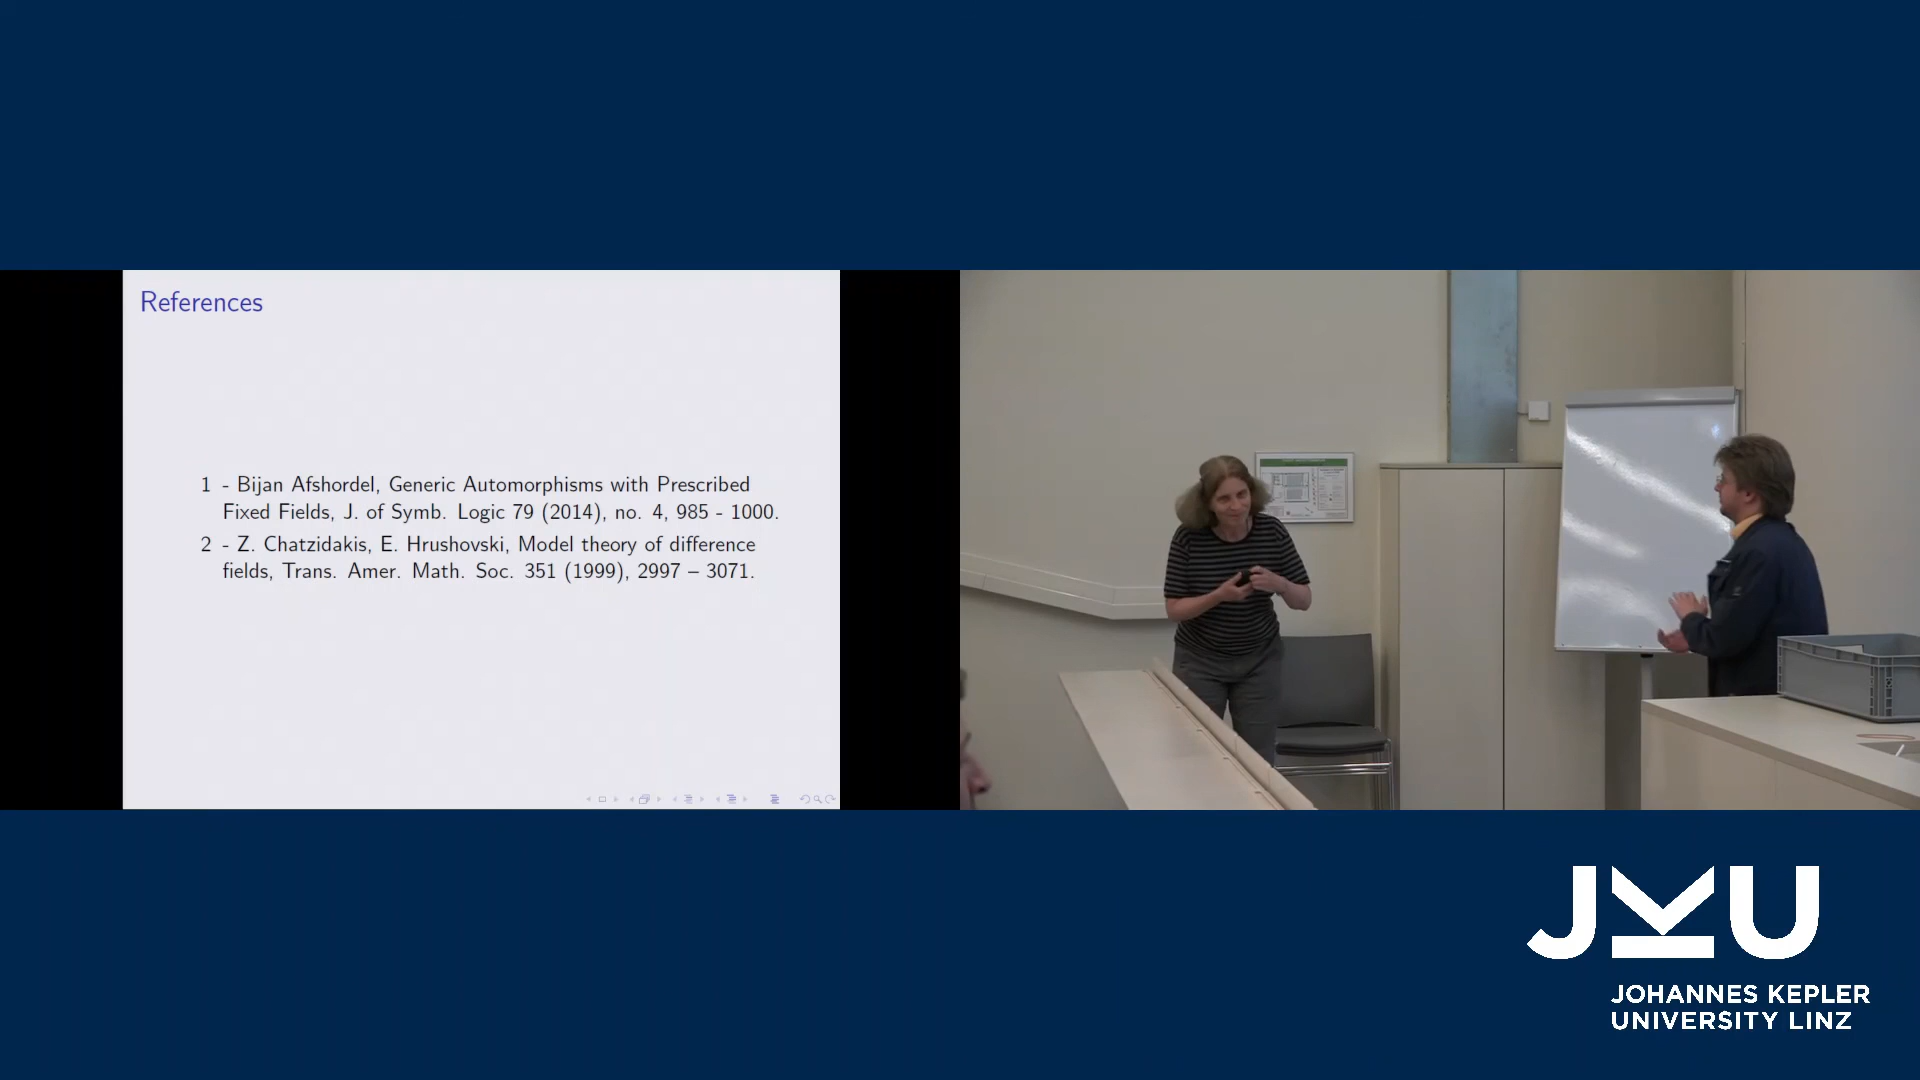 References
1 - Bijan Afshordel, Generic Automorphisms with Prescribed
Fixed Fields, J. of Symb. Logic 79 (2014), no. 4, 985 - 1000.
2 - Z. Chatzidakis, E. Hrushovski, Model theory of difference
fields, Trans. Amer. Math. Soc. 351 (1999), 2997 – 3071.
JKU
JOHANNES KEPLER
UNIVERSITY LINZ